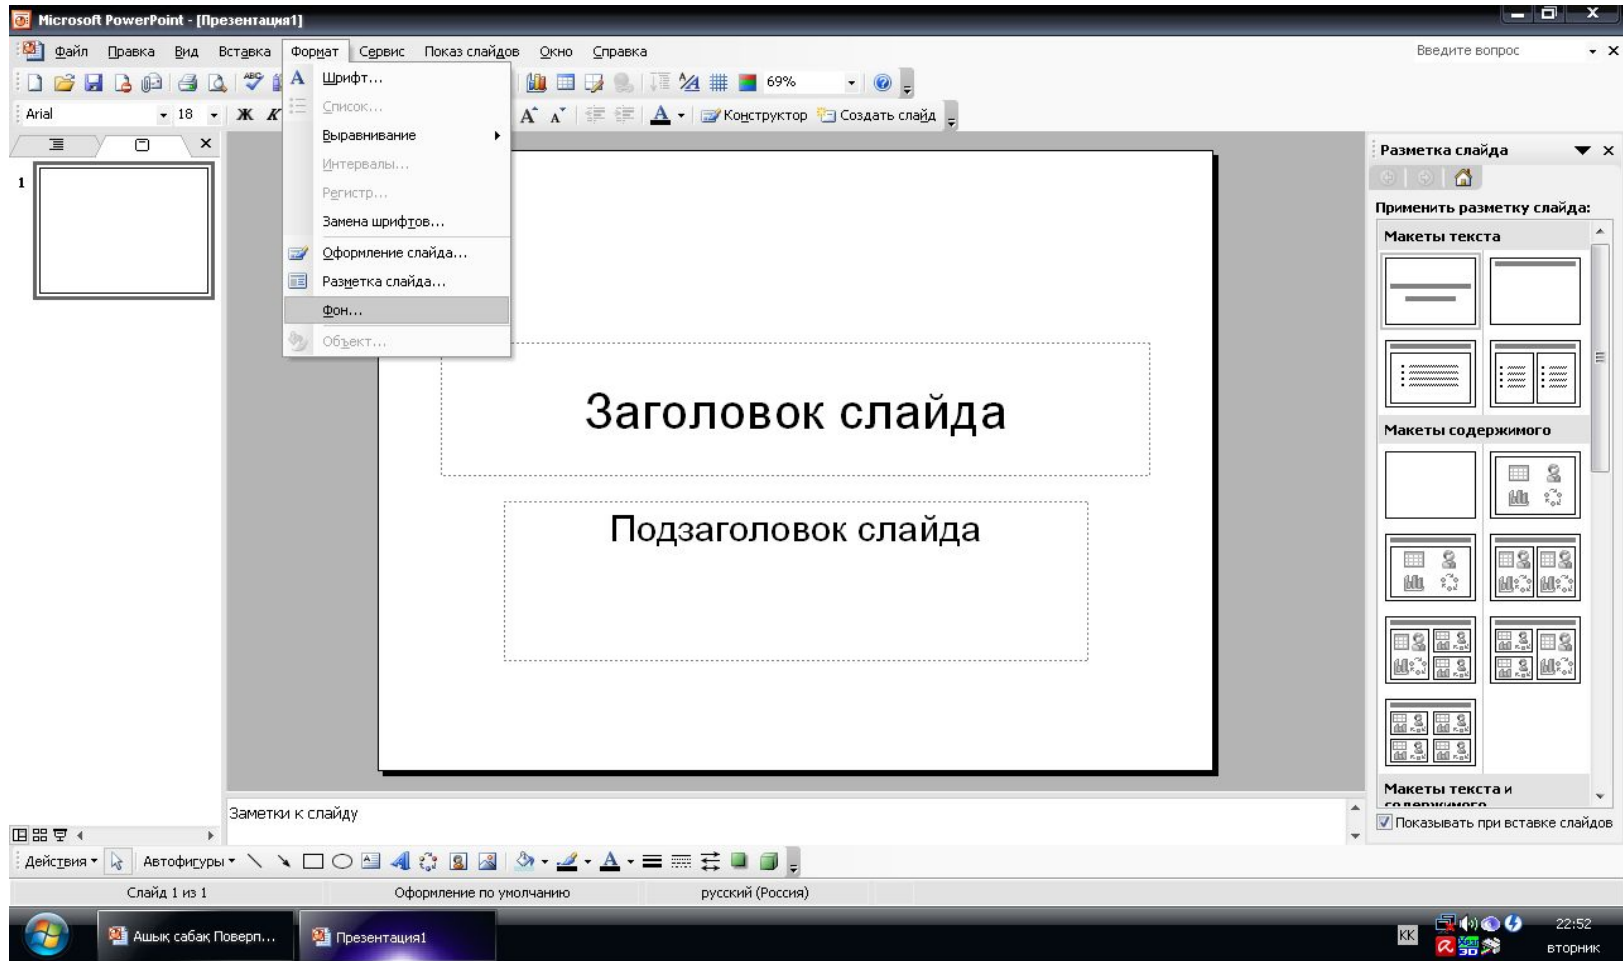 Microsoft PowerPoint - [Презентация1]
Файл Правка Вид Вставка Формат Сервис Показ слайдов Окно Справка Введите вопрос
69%
Arial 18 Ж К Конструктор Создать слайд
Шрифт...
Список...
Выравнивание
Интервалы...
Регистр...
Замена шрифтов...
Оформление слайда...
Разметка слайда...
Фон...
Объект...
1
Заголовок слайда
Подзаголовок слайда
Разметка слайда
Применить разметку слайда:
Макеты текста
Макеты содержимого
Макеты текста и
содержимого
Показывать при вставке слайдов
Заметки к слайду
Действия Автофигуры
Слайд 1 из 1 Оформление по умолчанию русский (Россия)
Ашық сабақ Поверп... Презентация1 KK 22:52
вторник